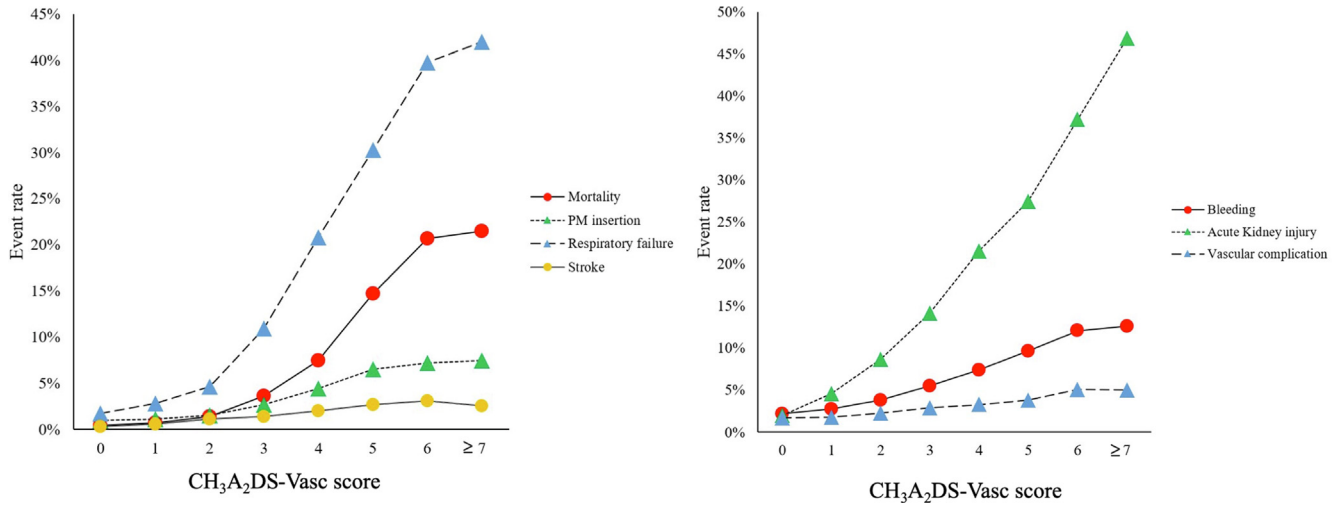 45%
40%
35%
30%
25%
20%
15%
10%
5%
0%
Event rate
0 1 2 3 4 5 6 ≥ 7
CH₃A₂DS-Vasc score
Mortality
PM insertion
Respiratory failure
Stroke
50%
45%
40%
35%
30%
25%
20%
15%
10%
5%
0%
Event rate
0 1 2 3 4 5 6 ≥ 7
CH₃A₂DS-Vasc score
Bleeding
Acute Kidney injury
Vascular complication